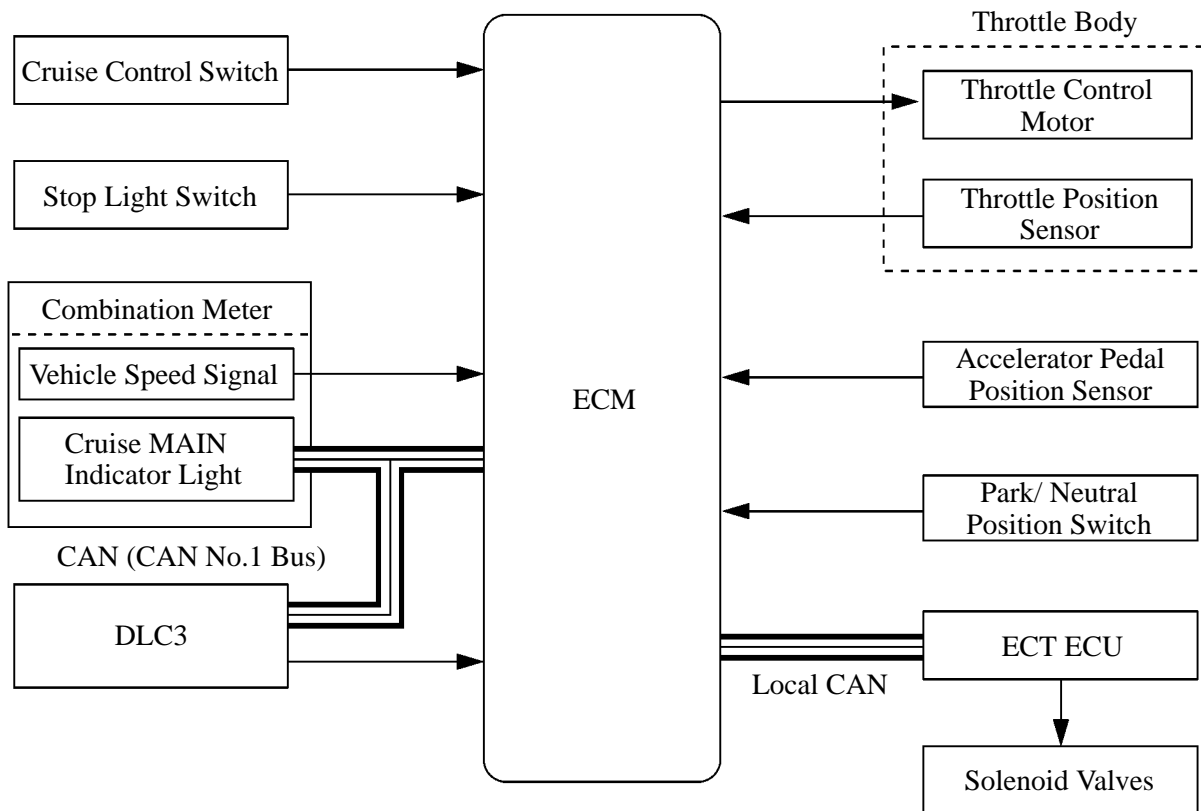 Throttle Body
Cruise Control Switch
Throttle Control
Motor
Stop Light Switch
Throttle Position
Sensor
Combination Meter
Vehicle Speed Signal
Cruise MAIN
Indicator Light
ECM
Accelerator Pedal
Position Sensor
Park/ Neutral
Position Switch
CAN (CAN No.1 Bus)
DLC3
ECT ECU
Local CAN
Solenoid Valves